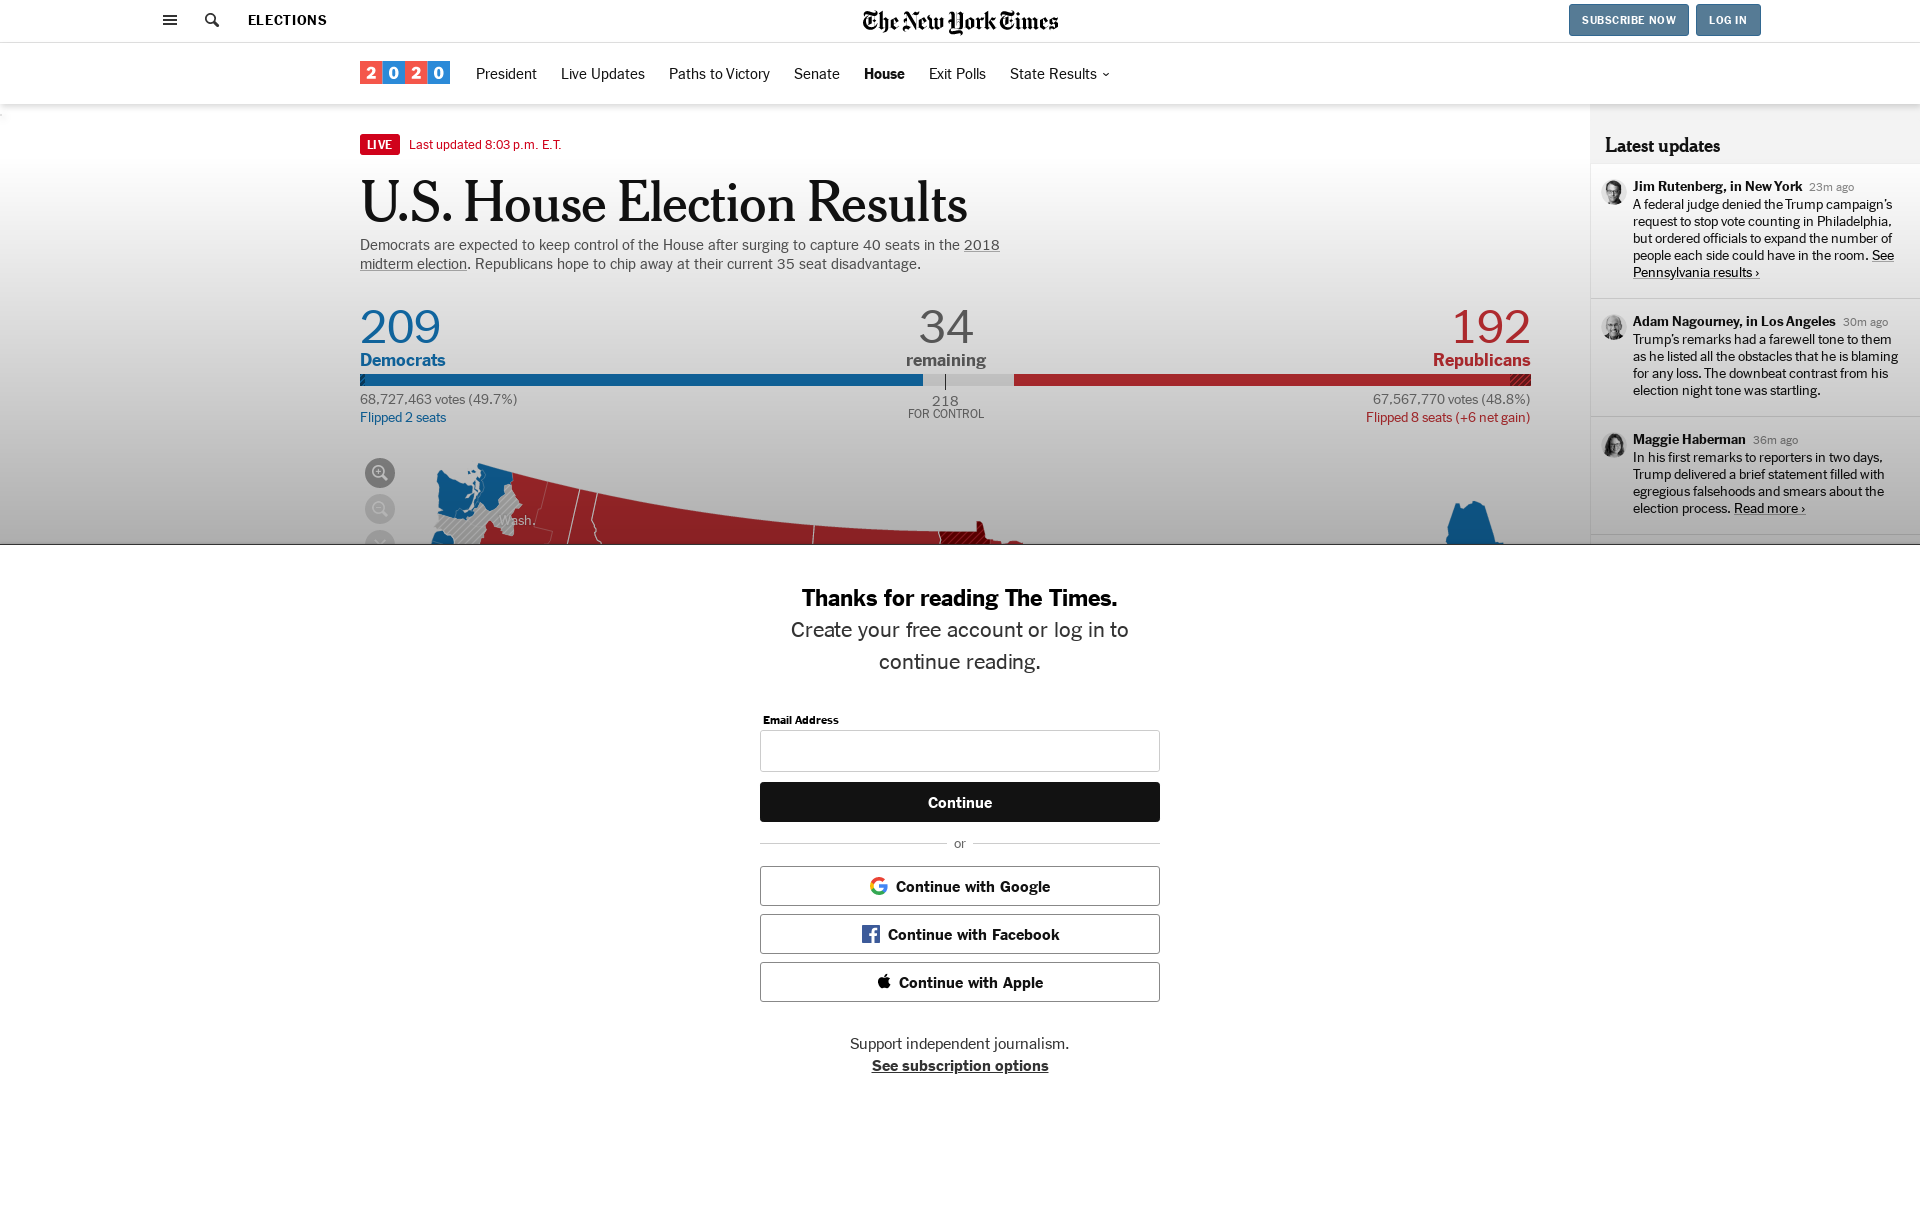 ELECTIONS
The New York Times
SUBSCRIBE NOW
LOG IN
2020
President
Live Updates
Paths to Victory
Senate
House
Exit Polls
State Results
LIVE
Last updated 8:03 p.m. E.T.
U.S. House Election Results
Democrats are expected to keep control of the House after surging to capture 40 seats in the 2018
midterm election. Republicans hope to chip away at their current 35 seat disadvantage.
209
Democrats
34
remaining
192
Republicans
68,727,463 votes (49.7%)
Flipped 2 seats
218
FOR CONTROL
67,567,770 votes (48.8%)
Flipped 8 seats (+6 net gain)
Wash.
Latest updates
Jim Rutenberg, in New York 23m ago
A federal judge denied the Trump campaign's
request to stop vote counting in Philadelphia,
but ordered officials to expand the number of
people each side could have in the room. See
Pennsylvania results ›
Adam Nagourney, in Los Angeles 30m ago
Trump's remarks had a farewell tone to them
as he listed all the obstacles that he is blaming
for any loss. The downbeat contrast from his
election night tone was startling.
Maggie Haberman 36m ago
In his first remarks to reporters in two days,
Trump delivered a brief statement filled with
egregious falsehoods and smears about the
election process. Read more ›
Thanks for reading The Times.
Create your free account or log in to
continue reading.
Email Address
Continue
or
Continue with Google
Continue with Facebook
Continue with Apple
Support independent journalism.
See subscription options